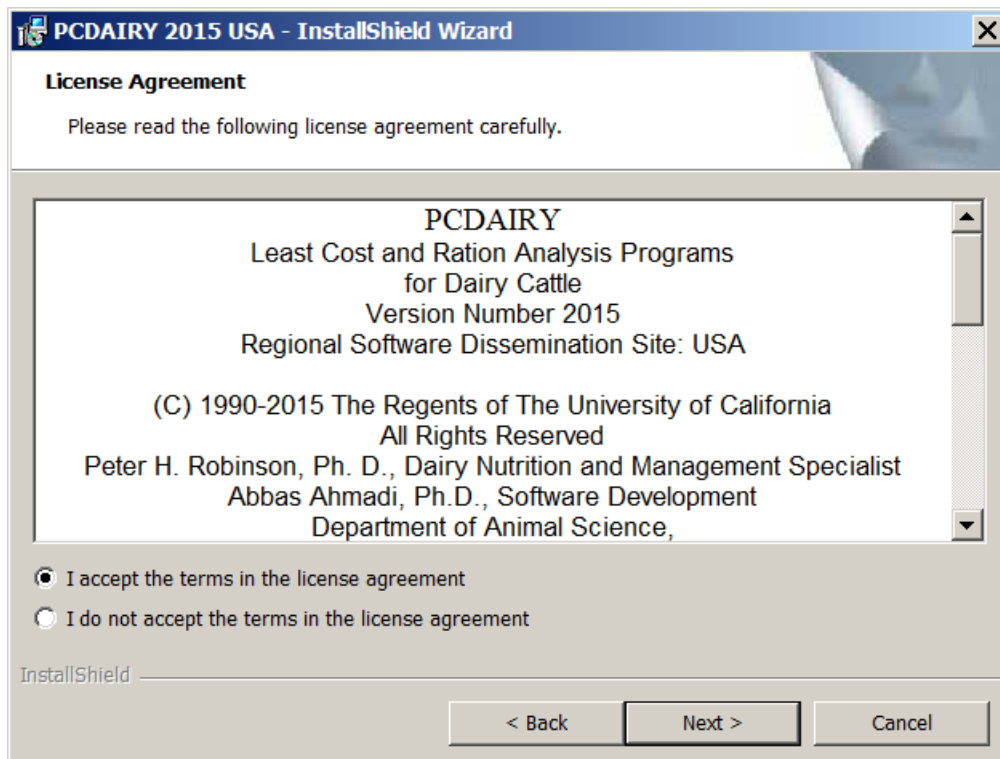 PCDAIRY 2015 USA - InstallShield Wizard
License Agreement
Please read the following license agreement carefully.
PCDAIRY
Least Cost and Ration Analysis Programs
for Dairy Cattle
Version Number 2015
Regional Software Dissemination Site: USA
(C) 1990-2015 The Regents of The University of California
All Rights Reserved
Peter H. Robinson, Ph. D., Dairy Nutrition and Management Specialist
Abbas Ahmadi, Ph.D., Software Development
Department of Animal Science,
I accept the terms in the license agreement
I do not accept the terms in the license agreement
InstallShield
< Back Next > Cancel